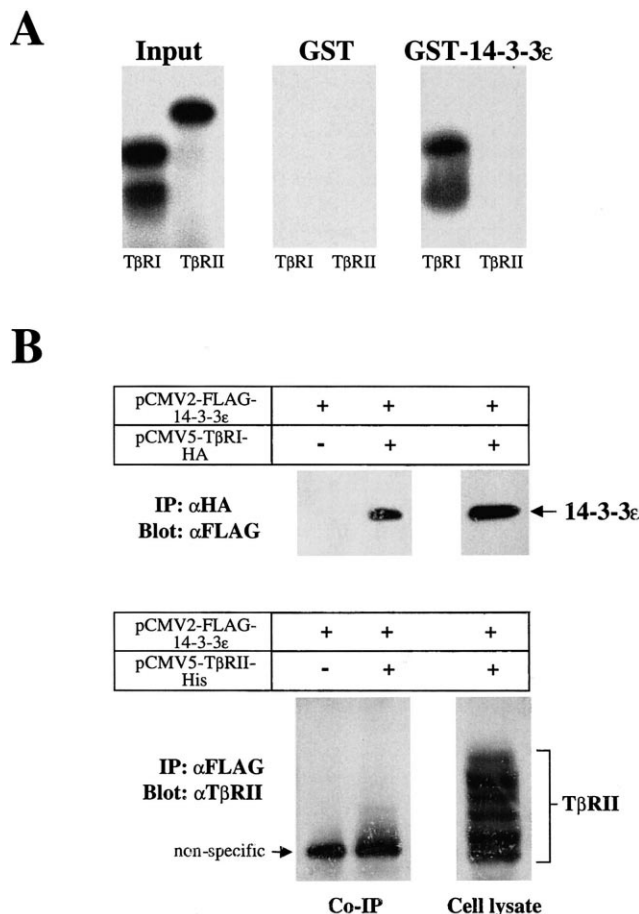 A
Input GST GST-14-3-3ε
TβRI TβRII TβRI TβRII TβRI TβRII
B
pCMV2-FLAG-
14-3-3ε
+ + +
pCMV5-TβRI-
HA
- + +
IP: αHA
Blot: αFLAG
14-3-3ε
pCMV2-FLAG-
14-3-3ε
+ + +
pCMV5-TβRII-
His
- + +
IP: αFLAG
Blot: αTβRII
TβRII
non-specific
Co-IP Cell lysate